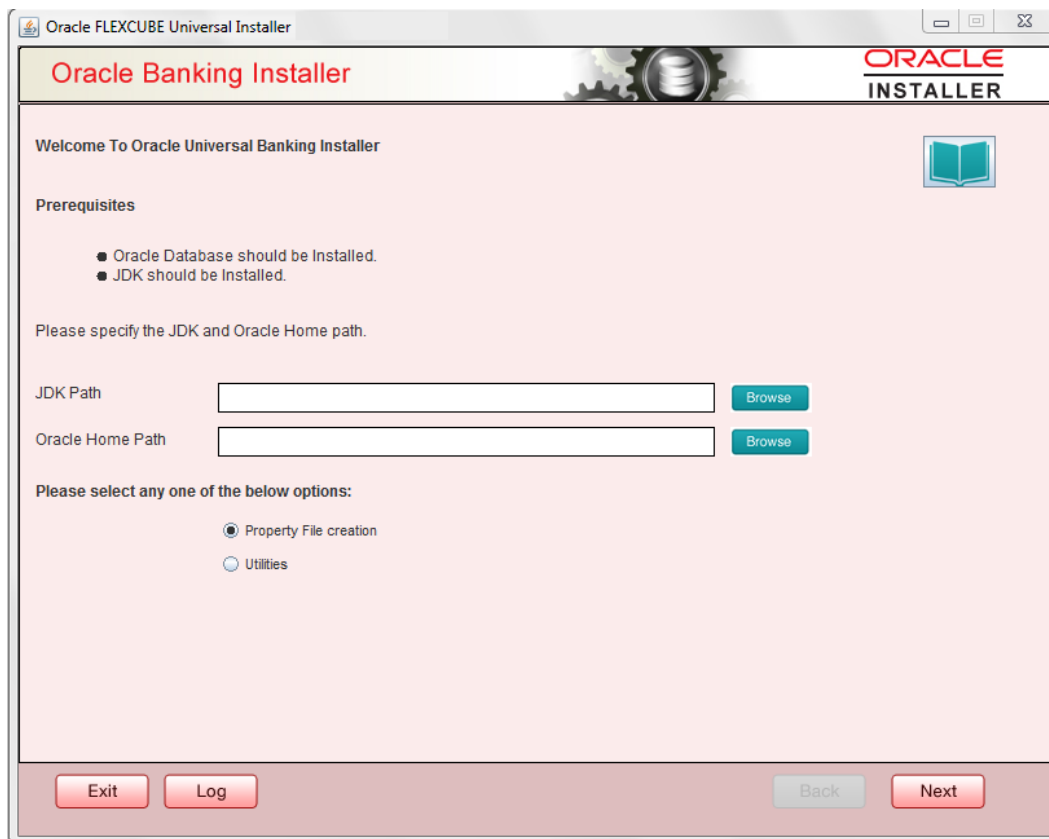 Oracle FLEXCUBE Universal Installer
Oracle Banking Installer
ORACLE
INSTALLER
Welcome To Oracle Universal Banking Installer
Prerequisites
Oracle Database should be Installed.
JDK should be Installed.
Please specify the JDK and Oracle Home path.
JDK Path
Browse
Oracle Home Path
Browse
Please select any one of the below options:
Property File creation
Utilities
Exit
Log
Back
Next